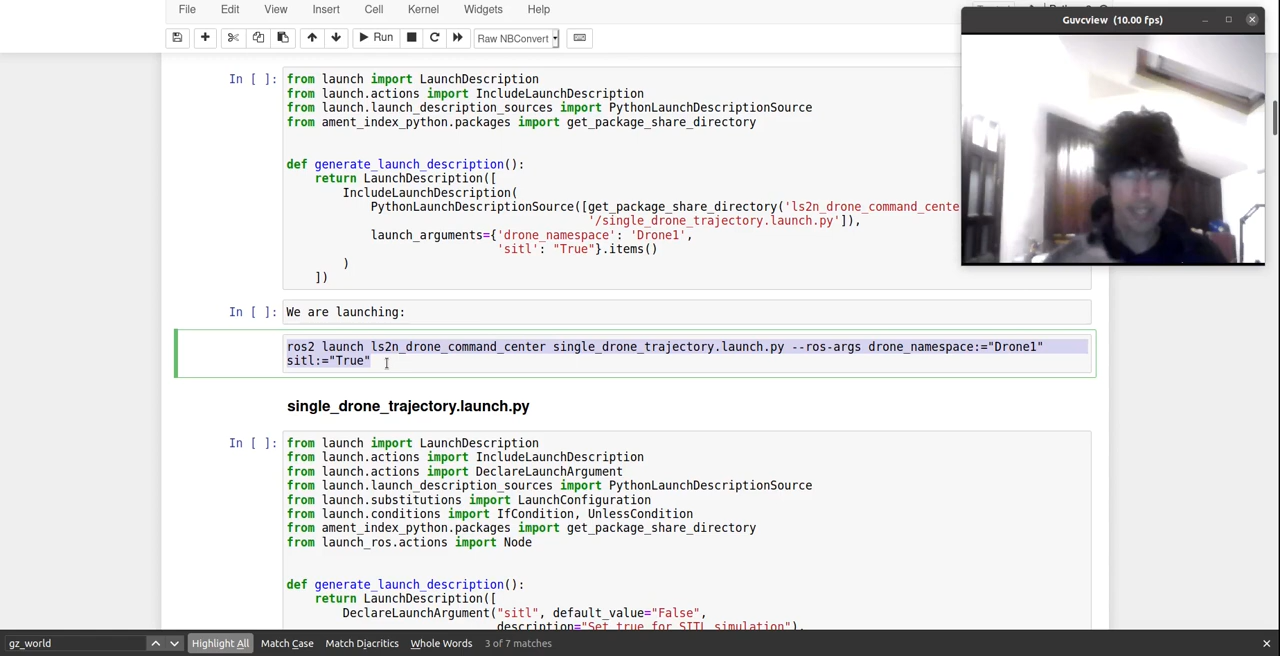 File Edit View Insert Cell Kernel Widgets Help
Guvcview (10.00 fps)
Run Raw NBConvert
In [ ]:
from launch import LaunchDescription
from launch.actions import IncludeLaunchDescription
from launch.launch_description_sources import PythonLaunchDescriptionSource
from ament_index_python.packages import get_package_share_directory
def generate_launch_description():
return LaunchDescription([
IncludeLaunchDescription(
PythonLaunchDescriptionSource([get_package_share_directory('ls2n_drone_command_cente
'/single_drone_trajectory.launch.py']),
launch_arguments={'drone_namespace': 'Drone1',
'sitl': "True"}.items()
)
])
In [ ]: We are launching:
ros2 launch ls2n_drone_command_center single_drone_trajectory.launch.py --ros-args drone_namespace:="Drone1"
sitl:="True"
single_drone_trajectory.launch.py
In [ ]:
from launch import LaunchDescription
from launch.actions import IncludeLaunchDescription
from launch.actions import DeclareLaunchArgument
from launch.launch_description_sources import PythonLaunchDescriptionSource
from launch.substitutions import LaunchConfiguration
from launch.conditions import IfCondition, UnlessCondition
from ament_index_python.packages import get_package_share_directory
from launch_ros.actions import Node
def generate_launch_description():
return LaunchDescription([
DeclareLaunchArgument("sitl", default_value="False",
description="Set true for SITL simulation"),
gz_world Highlight All Match Case Match Diacritics Whole Words 3 of 7 matches